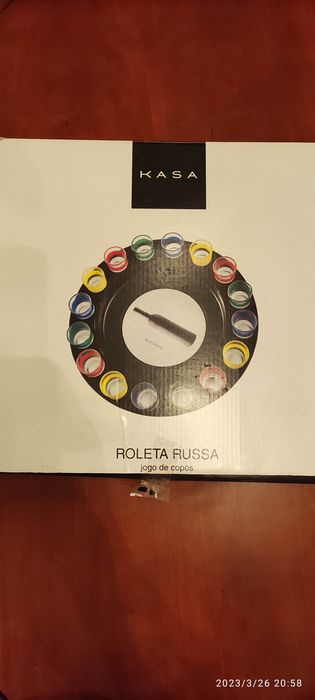 KASA
ROLETA RUSSA
jogo de copos
2023/3/26 20:58